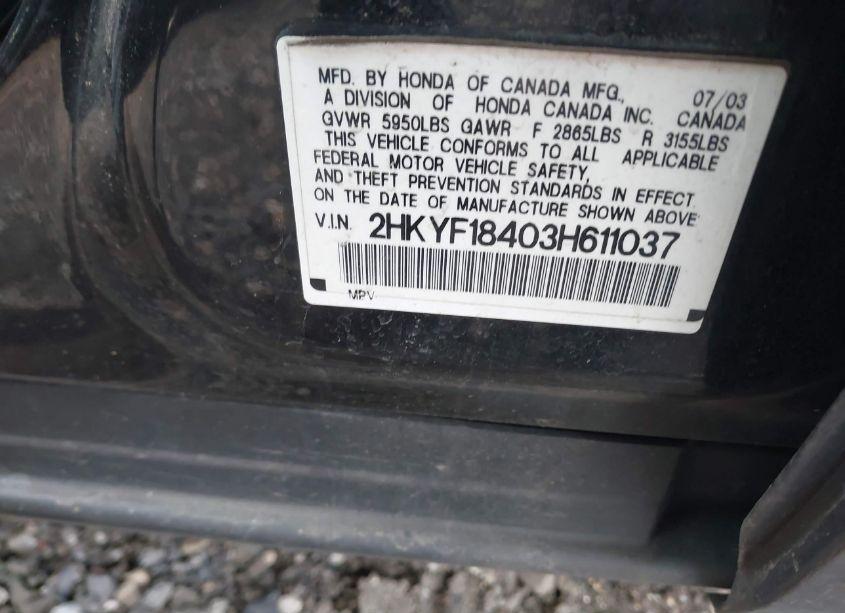 MFD. BY HONDA OF CANADA MFG., 07/03
A DIVISION OF HONDA CANADA INC. CANADA
GVWR 5950LBS GAWR F 2865LBS R 3155LBS
THIS VEHICLE CONFORMS TO ALL APPLICABLE
FEDERAL MOTOR VEHICLE SAFETY,
AND THEFT PREVENTION STANDARDS IN EFFECT
ON THE DATE OF MANUFACTURE SHOWN ABOVE
V.I.N. 2HKYF18403H611037
MPV